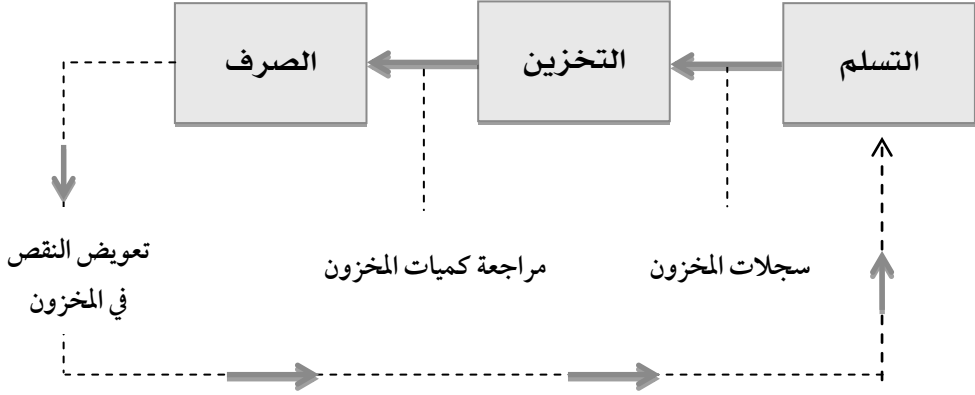 التسلم
التخزين
الصرف
سجلات المخزون
مراجعة كميات المخزون
تعويض النقص
في المخزون